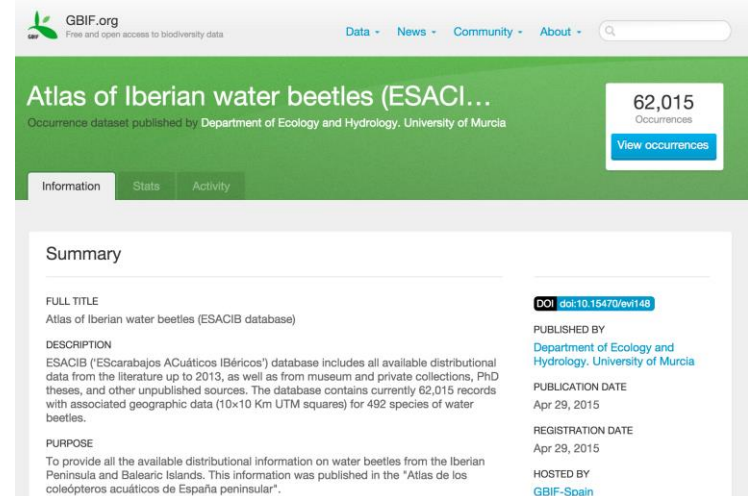 GBIF.org
Free and open access to biodiversity data
GBIF
Data
News
Community
About
Atlas of Iberian water beetles (ESACI...
Occurrence dataset published by Department of Ecology and Hydrology. University of Murcia
62,015
Occurrences
View occurrences
Information
Stats
Activity
Summary
FULL TITLE
Atlas of Iberian water beetles (ESACIB database)
DESCRIPTION
ESACIB ('EScarabajos ACuáticos IBéricos') database includes all available distributional
data from the literature up to 2013, as well as from museum and private collections, PhD
theses, and other unpublished sources. The database contains currently 62,015 records
with associated geographic data (10×10 Km UTM squares) for 492 species of water
beetles.
PURPOSE
To provide all the available distributional information on water beetles from the Iberian
Peninsula and Balearic Islands. This information was published in the "Atlas de los
coleópteros acuáticos de España peninsular".
DOI doi:10.15470/evi148
PUBLISHED BY
Department of Ecology and
Hydrology. University of Murcia
PUBLICATION DATE
Apr 29, 2015
REGISTRATION DATE
Apr 29, 2015
HOSTED BY
GBIF-Spain